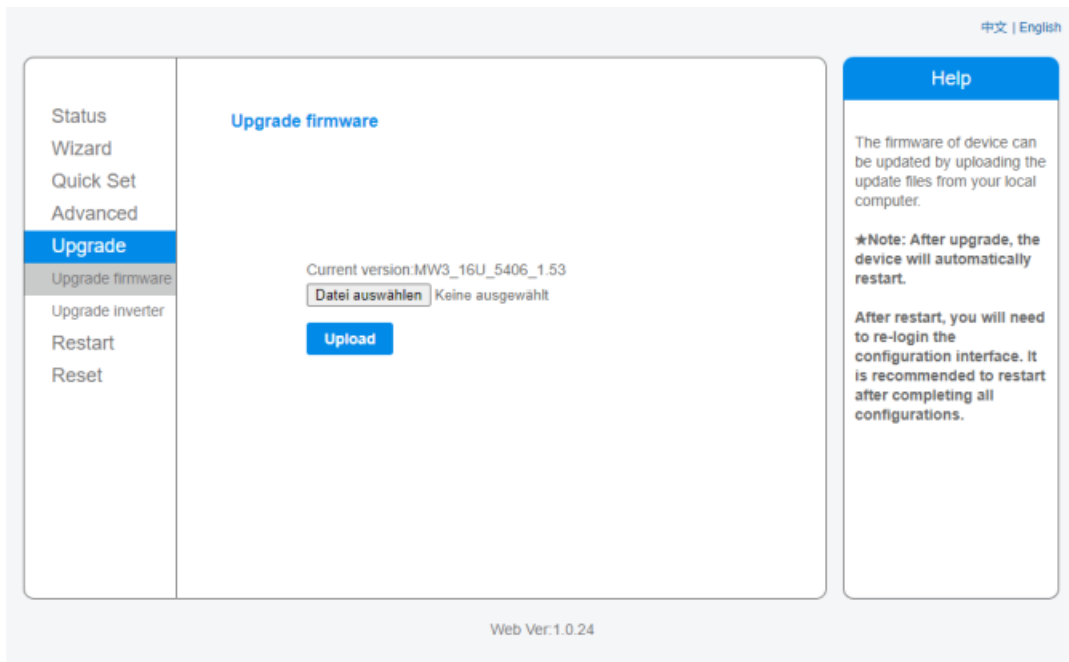 中文 | English
Status
Wizard
Quick Set
Advanced
Upgrade
Upgrade firmware
Upgrade inverter
Restart
Reset
Upgrade firmware
Current version:MW3_16U_5406_1.53
Datei auswählen Keine ausgewählt
Upload
Help
The firmware of device can
be updated by uploading the
update files from your local
computer.
★Note: After upgrade, the
device will automatically
restart.
After restart, you will need
to re-login the
configuration interface. It
is recommended to restart
after completing all
configurations.
Web Ver:1.0.24